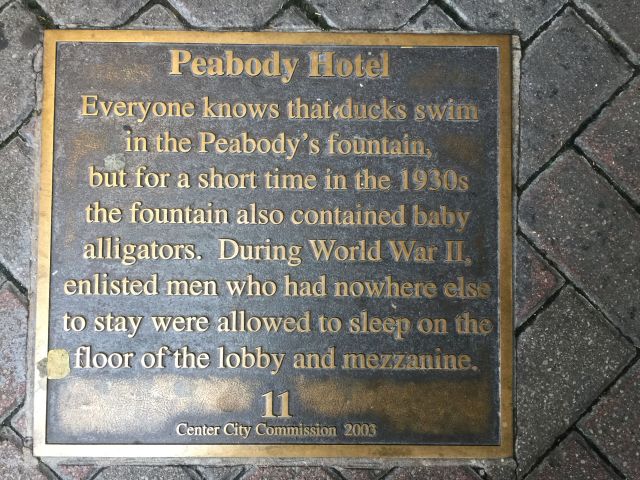 Peabody Hotel
Everyone knows that ducks swim
in the Peabody's fountain,
but for a short time in the 1930s
the fountain also contained baby
alligators. During World War II,
enlisted men who had nowhere else
to stay were allowed to sleep on the
floor of the lobby and mezzanine.
11
Center City Commission 2003